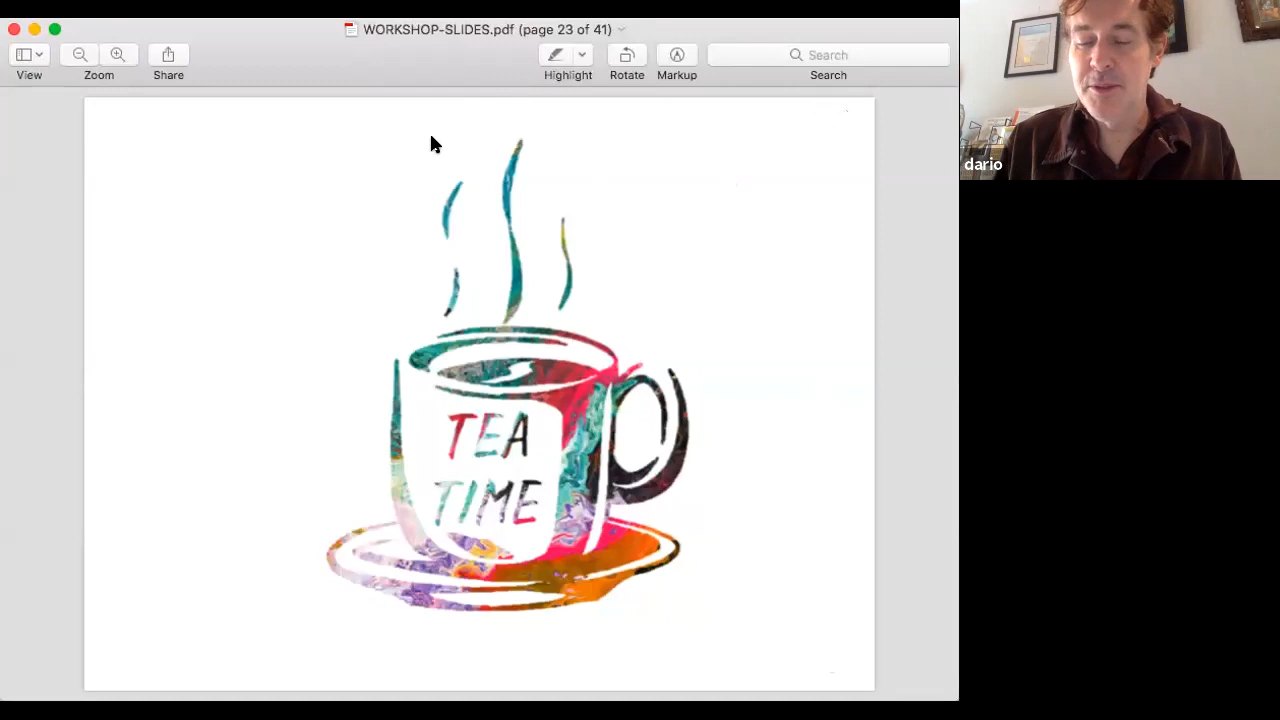 WORKSHOP-SLIDES.pdf (page 23 of 41)
View
Zoom
Share
Highlight
Rotate
Markup
Search
Search
dario
TEA
TIME